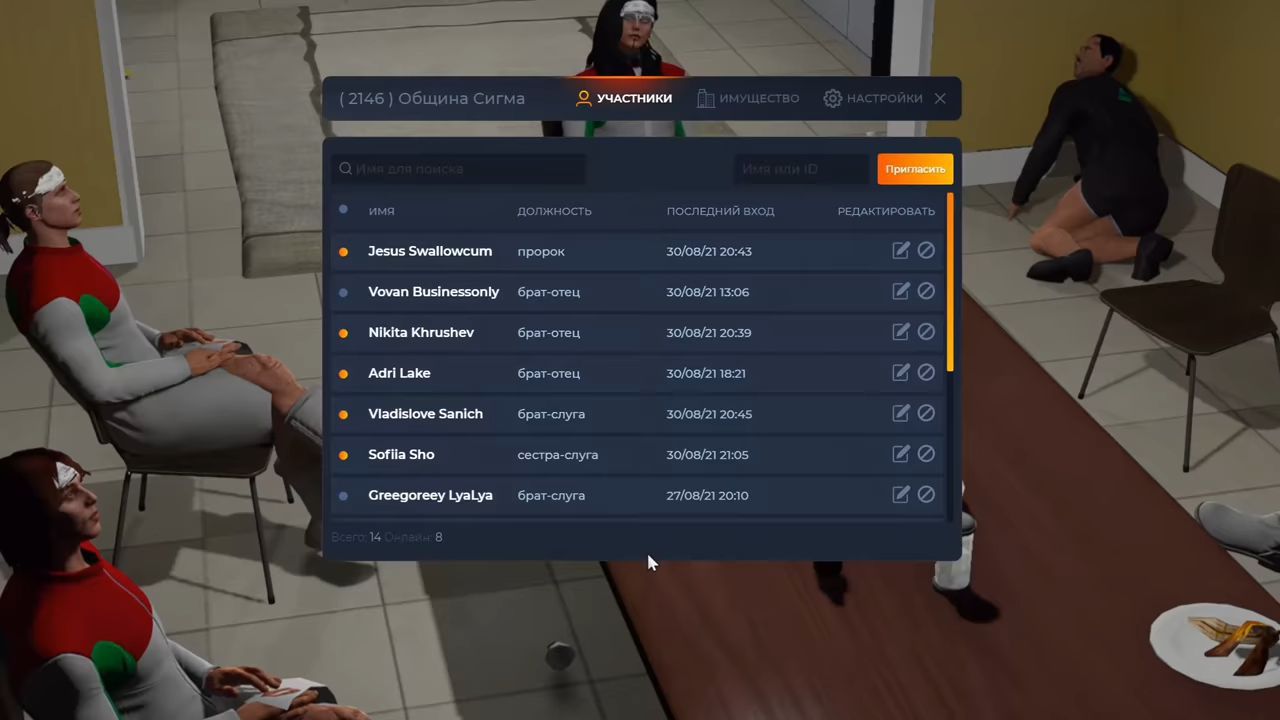 ( 2146 ) Община Сигма УЧАСТНИКИ ИМУЩЕСТВО НАСТРОЙКИ
Имя для поиска Имя или ID Пригласить
ИМЯ ДОЛЖНОСТЬ ПОСЛЕДНИЙ ВХОД РЕДАКТИРОВАТЬ
Jesus Swallowcum пророк 30/08/21 20:43
Vovan Businessonly брат-отец 30/08/21 13:06
Nikita Khrushev брат-отец 30/08/21 20:39
Adri Lake брат-отец 30/08/21 18:21
Vladislove Sanich брат-слуга 30/08/21 20:45
Sofiia Sho сестра-слуга 30/08/21 21:05
Greegoreey LyaLya брат-слуга 27/08/21 20:10
Всего: 14 Онлайн: 8